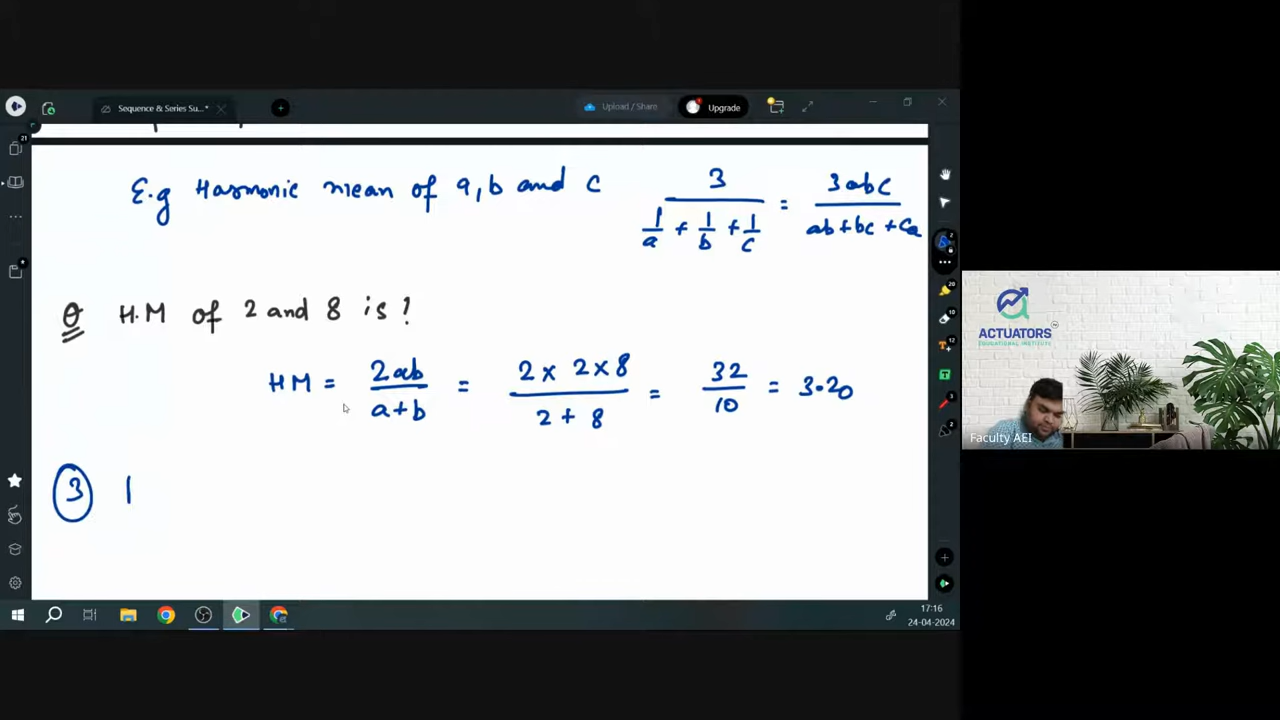 Sequence & Series Su...*
Upload / Share
Upgrade
21
E.g Harmonic mean of a, b and c 3 / (1/a + 1/b + 1/c) = 3abc / (ab + bc + ca)
Q H.M of 2 and 8 is?
HM = 2ab / (a+b) = (2 × 2×8) / (2 + 8) = 32 / 10 = 3.20
3 |
ACTUATORS
EDUCATIONAL INSTITUTE
Faculty AEI
17:16
24-04-2024